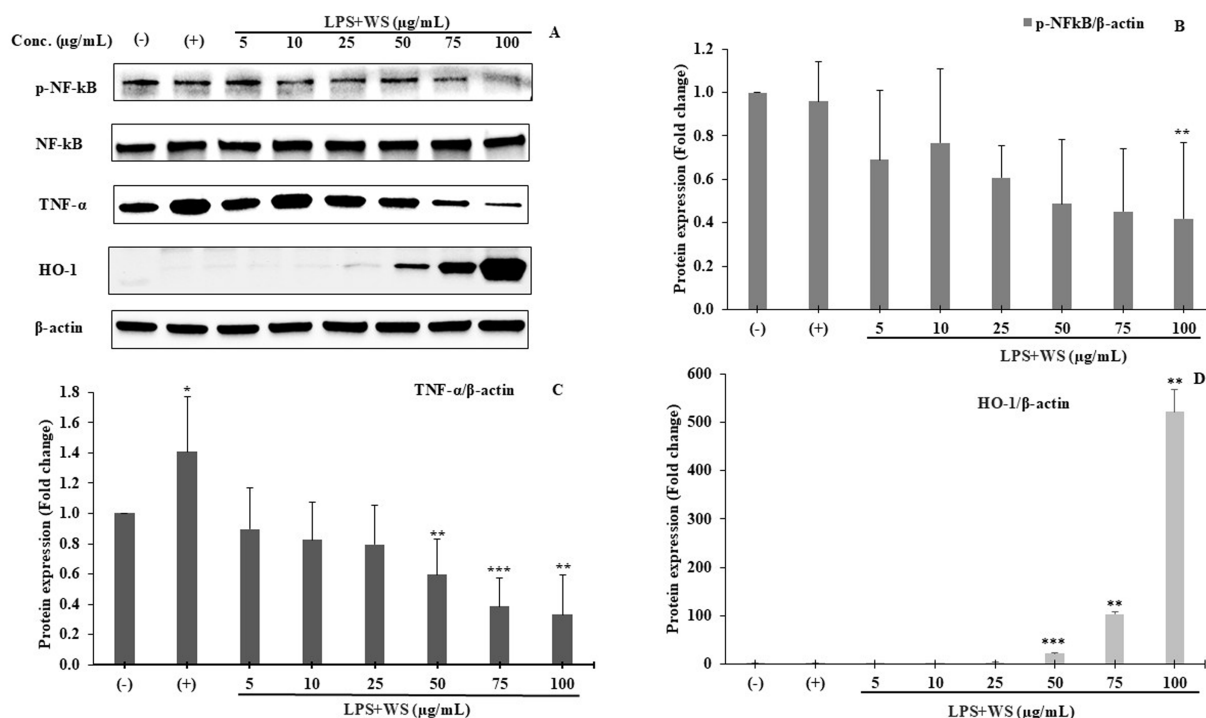 LPS+WS (µg/mL)
A
Conc. (µg/mL) (-) (+) 5 10 25 50 75 100
p-NF-kB
NF-kB
TNF-α
HO-1
β-actin
p-NFkB/β-actin
B
Protein expression (Fold change)
1.2
1.0
0.8
0.6
0.4
0.2
0.0
**
(-) (+) 5 10 25 50 75 100
LPS+WS (µg/mL)
TNF-α/β-actin
C
Protein expression (Fold change)
1.8
1.6
1.4
1.2
1.0
0.8
0.6
0.4
0.2
0.0
*
**
***
**
(-) (+) 5 10 25 50 75 100
LPS+WS (µg/mL)
HO-1/β-actin
D
Protein expression (Fold change)
600
500
400
300
200
100
0
***
**
**
(-) (+) 5 10 25 50 75 100
LPS+WS (µg/mL)